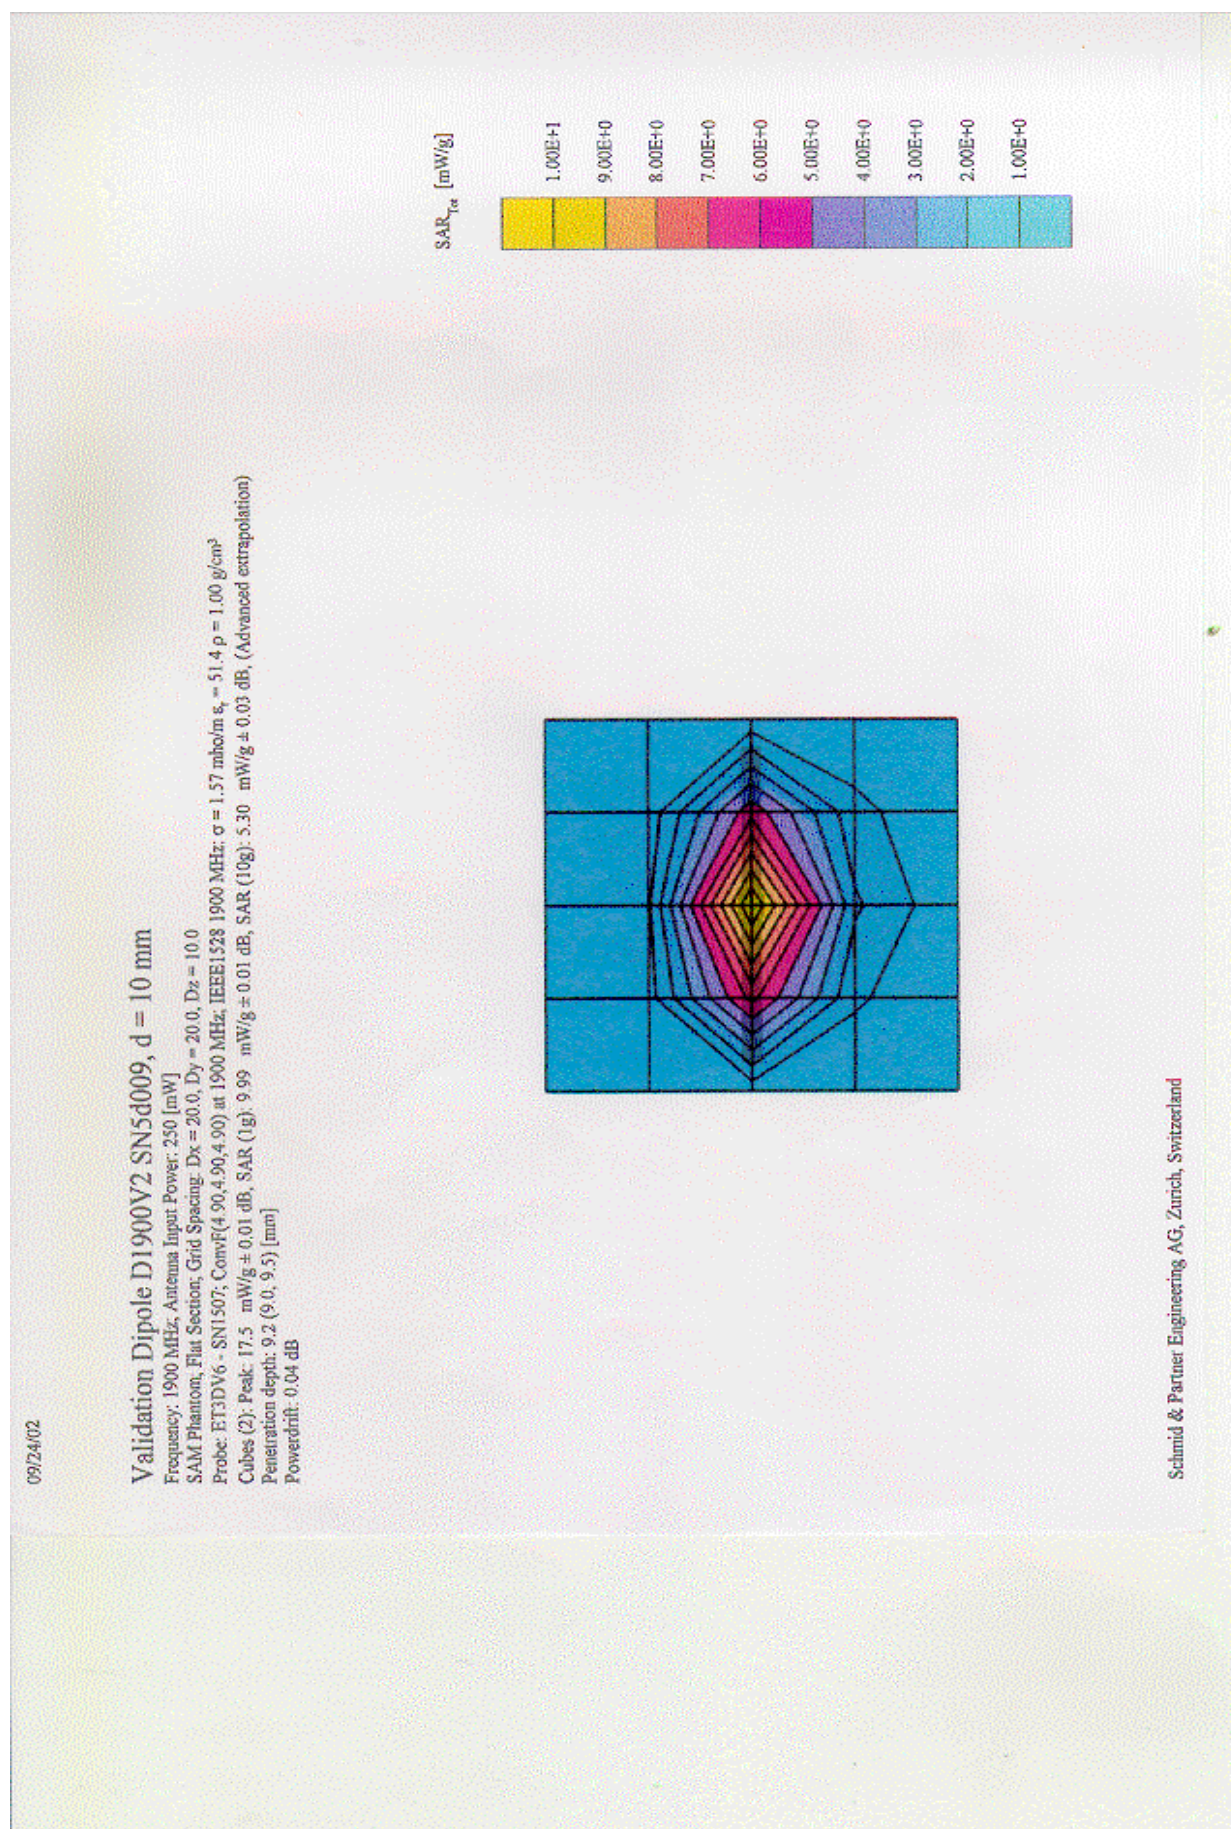 09/24/02
Validation Dipole D1900V2 SN5d009, d = 10 mm
Frequency: 1900 MHz; Antenna Input Power: 250 [mW]
SAM Phantom; Flat Section; Grid Spacing: Dx = 20.0, Dy = 20.0, Dz = 10.0
Probe: ET3DV6 - SN1507; ConvF(4.90,4.90,4.90) at 1900 MHz; IEEE1528 1900 MHz: σ = 1.57 mho/m εr = 51.4 ρ = 1.00 g/cm³
Cubes (2): Peak: 17.5 mW/g ± 0.01 dB, SAR (1g): 9.99 mW/g ± 0.01 dB, SAR (10g): 5.30 mW/g ± 0.03 dB, (Advanced extrapolation)
Penetration depth: 9.2 (9.0, 9.5) [mm]
Powerdrift: 0.04 dB
SAR_Tot [mW/g]
1.00E+1
9.00E+0
8.00E+0
7.00E+0
6.00E+0
5.00E+0
4.00E+0
3.00E+0
2.00E+0
1.00E+0
Schmid & Partner Engineering AG, Zurich, Switzerland